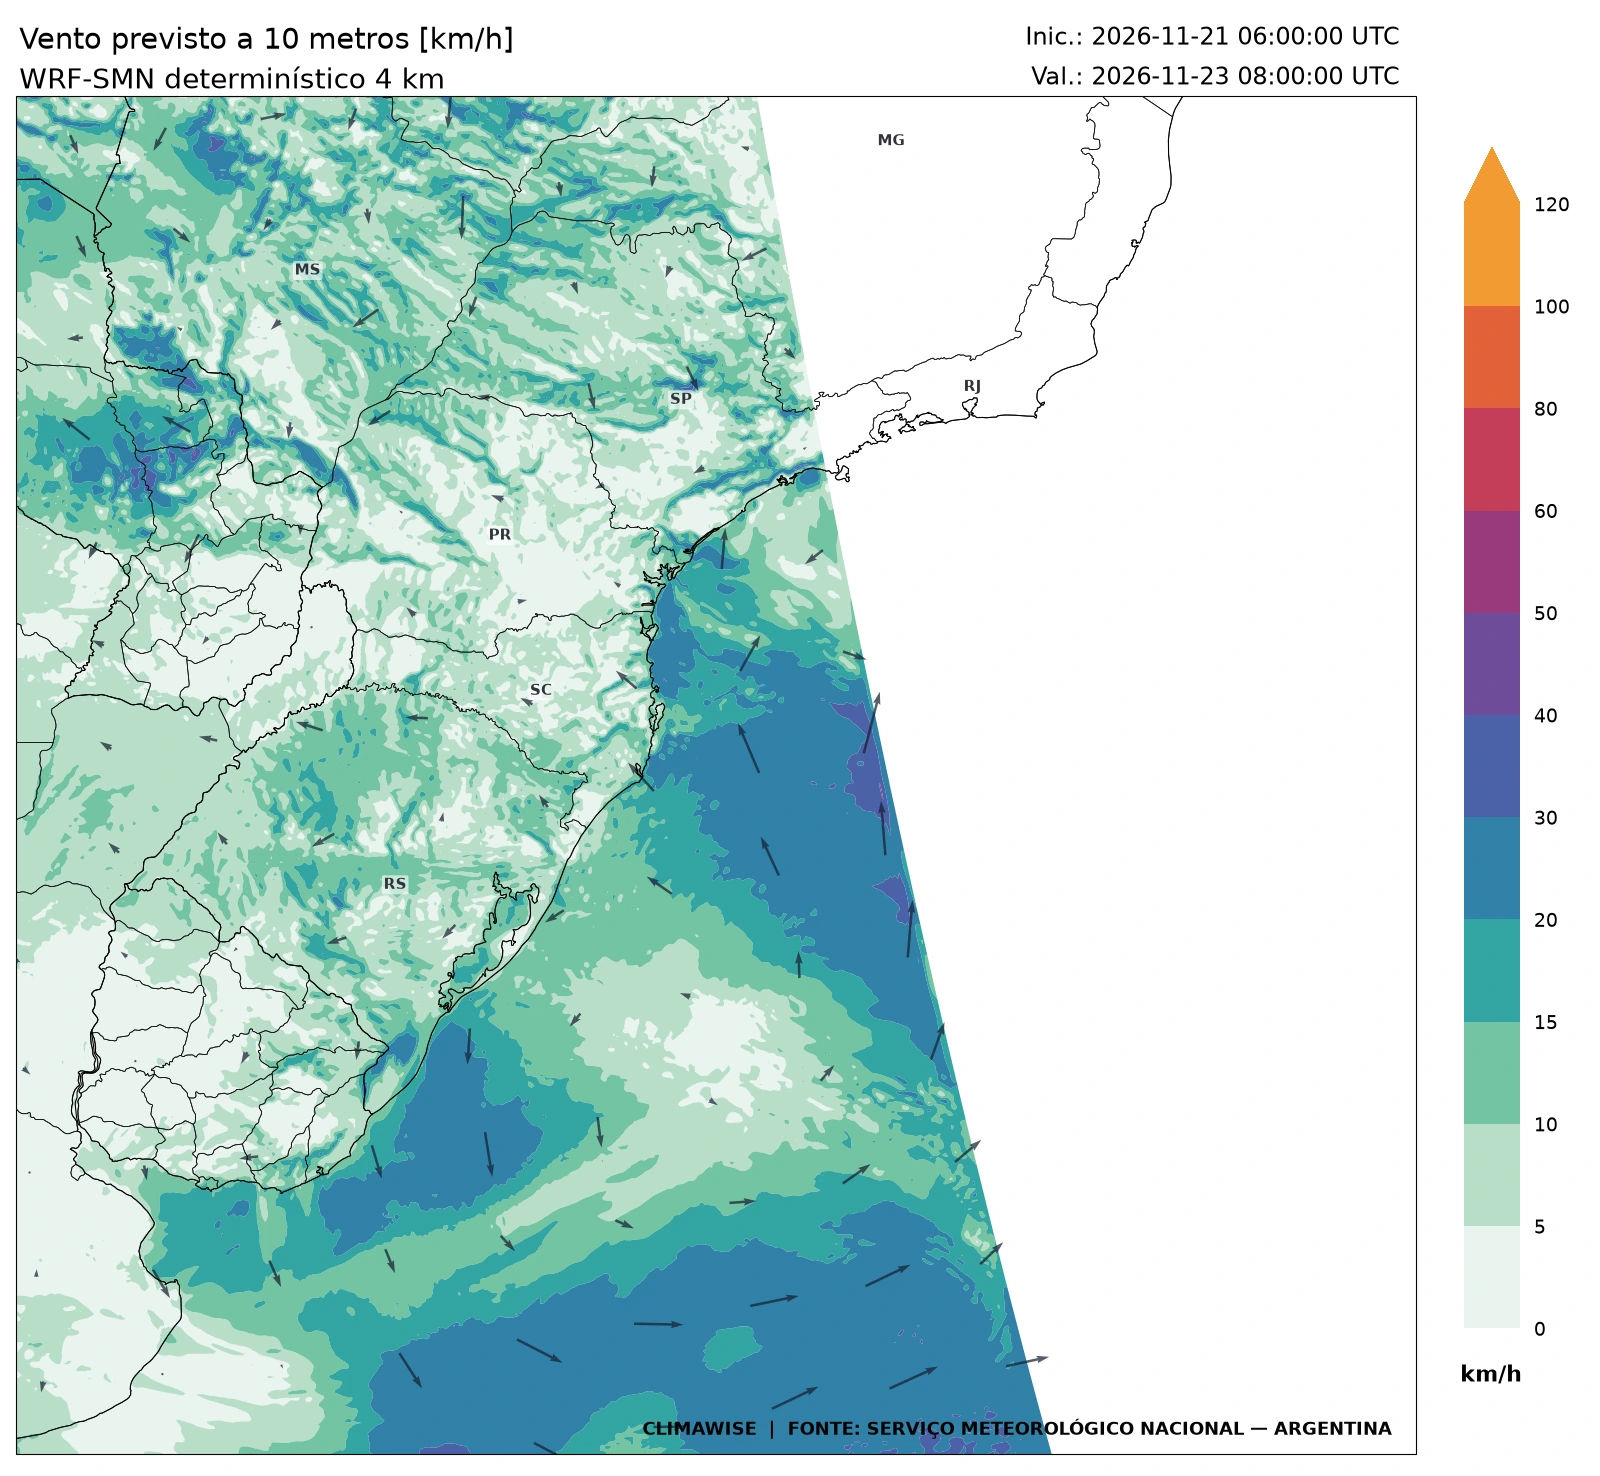 Vento previsto a 10 metros [km/h]
WRF-SMN determinístico 4 km
Inic.: 2026-11-21 06:00:00 UTC
Val.: 2026-11-23 08:00:00 UTC
MG
MS
RJ
SP
PR
SC
RS
120
100
80
60
50
40
30
20
15
10
5
0
km/h
CLIMAWISE | FONTE: SERVIÇO METEOROLÓGICO NACIONAL — ARGENTINA